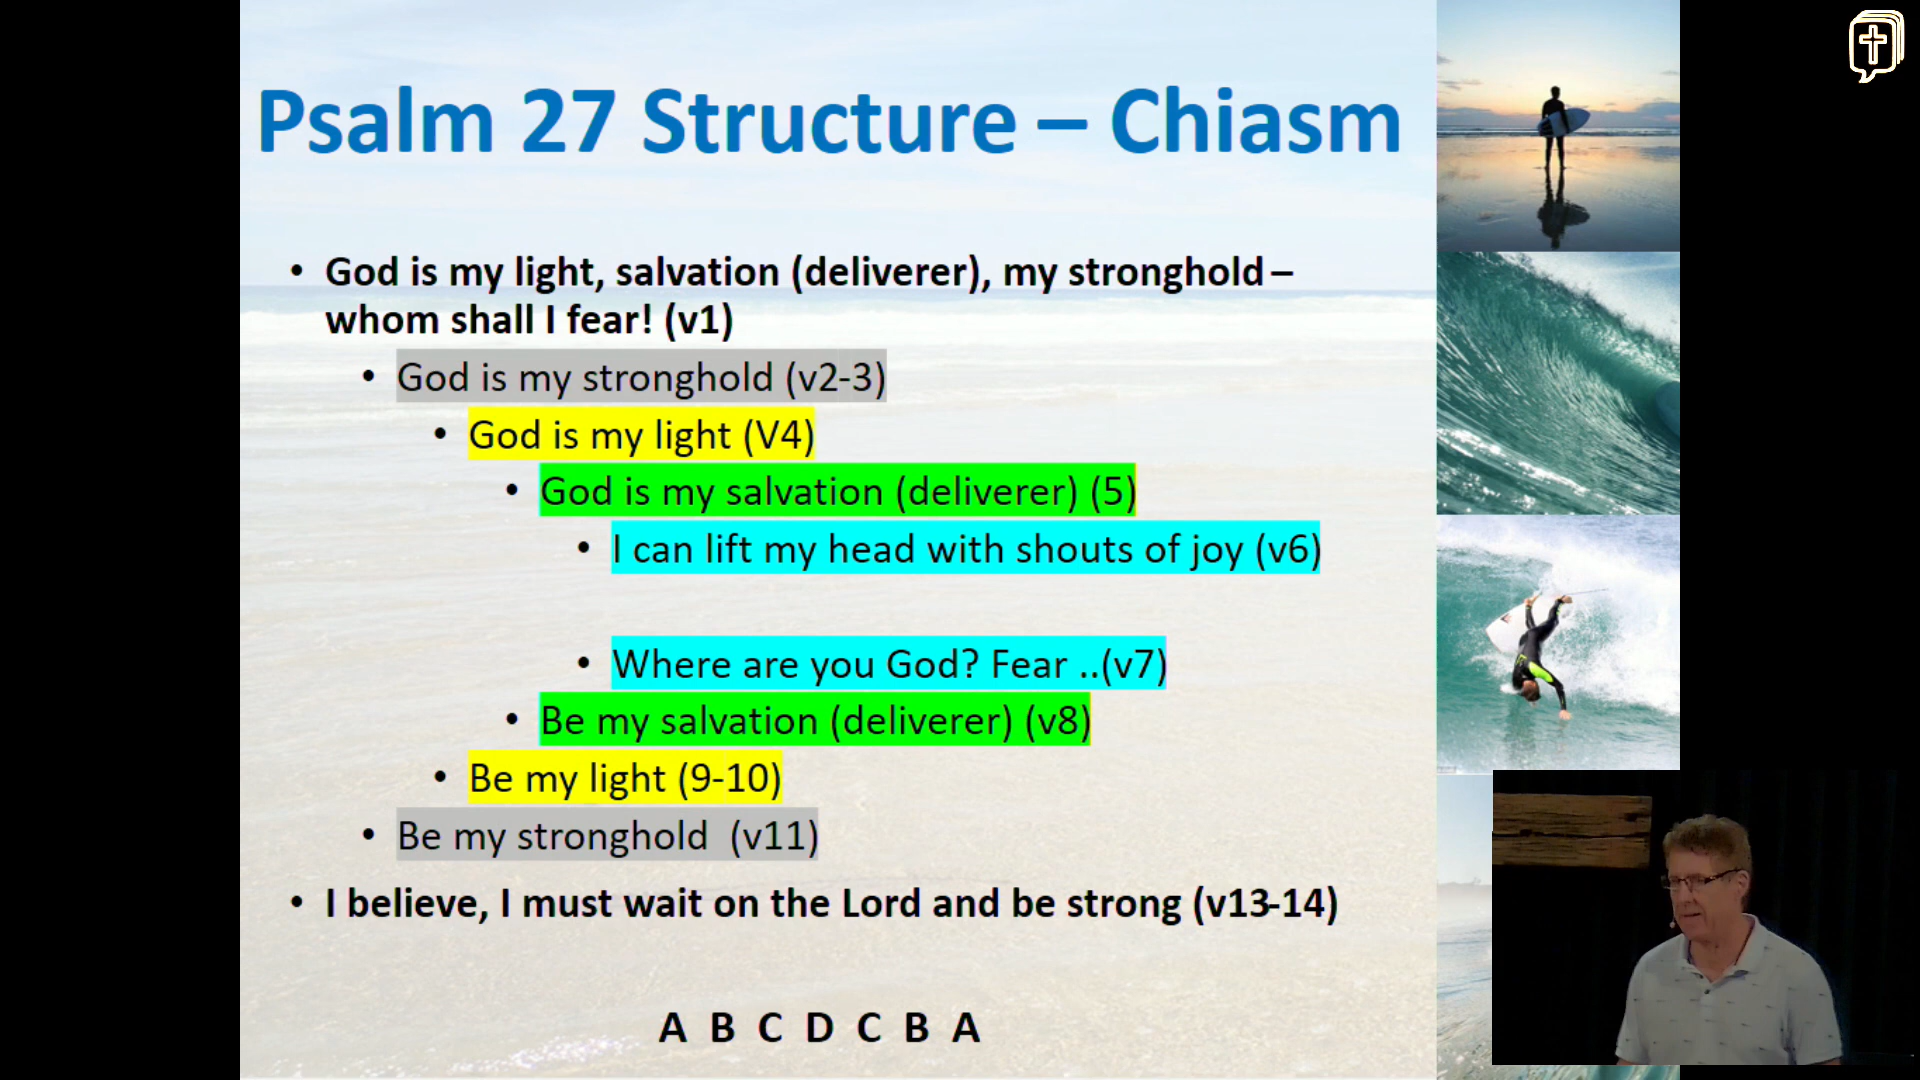 Psalm 27 Structure – Chiasm
• God is my light, salvation (deliverer), my stronghold –
whom shall I fear! (v1)
• God is my stronghold (v2-3)
• God is my light (V4)
• God is my salvation (deliverer) (5)
• I can lift my head with shouts of joy (v6)
• Where are you God? Fear ..(v7)
• Be my salvation (deliverer) (v8)
• Be my light (9-10)
• Be my stronghold (v11)
• I believe, I must wait on the Lord and be strong (v13-14)
A B C D C B A